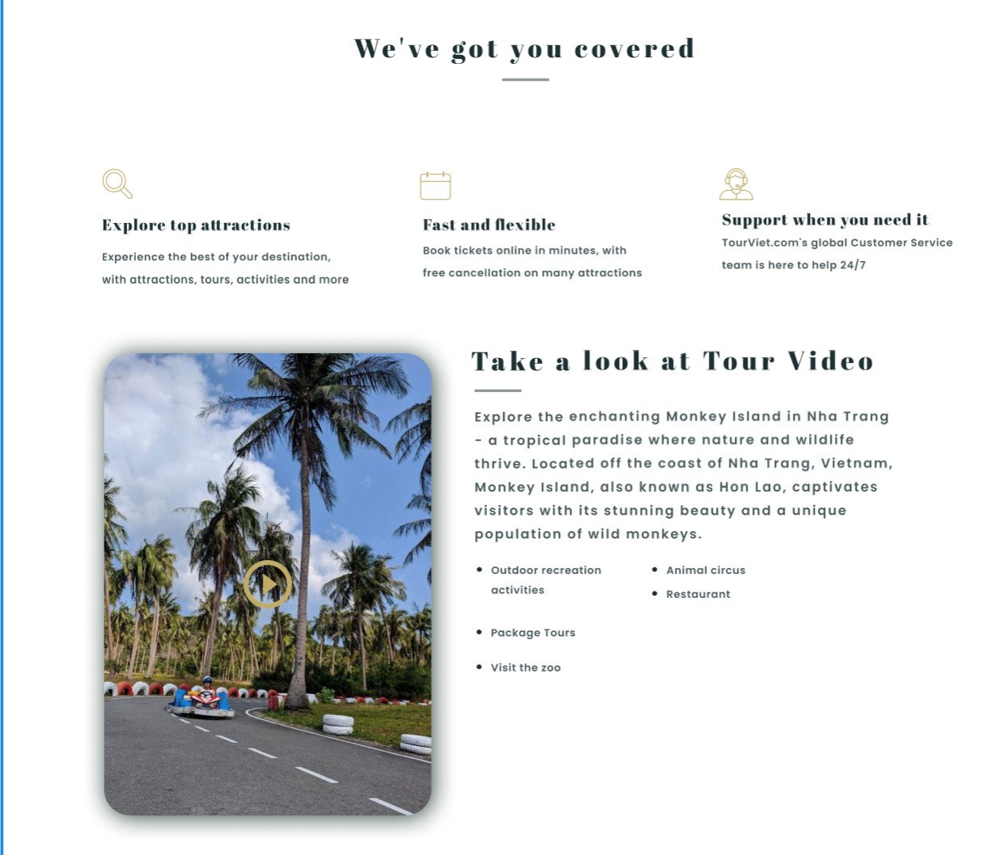 We've got you covered
Explore top attractions
Experience the best of your destination,
with attractions, tours, activities and more
Fast and flexible
Book tickets online in minutes, with
free cancellation on many attractions
Support when you need it
TourViet.com's global Customer Service
team is here to help 24/7
Take a look at Tour Video
Explore the enchanting Monkey Island in Nha Trang
- a tropical paradise where nature and wildlife
thrive. Located off the coast of Nha Trang, Vietnam,
Monkey Island, also known as Hon Lao, captivates
visitors with its stunning beauty and a unique
population of wild monkeys.
• Outdoor recreation
activities
• Package Tours
• Visit the zoo
• Animal circus
• Restaurant